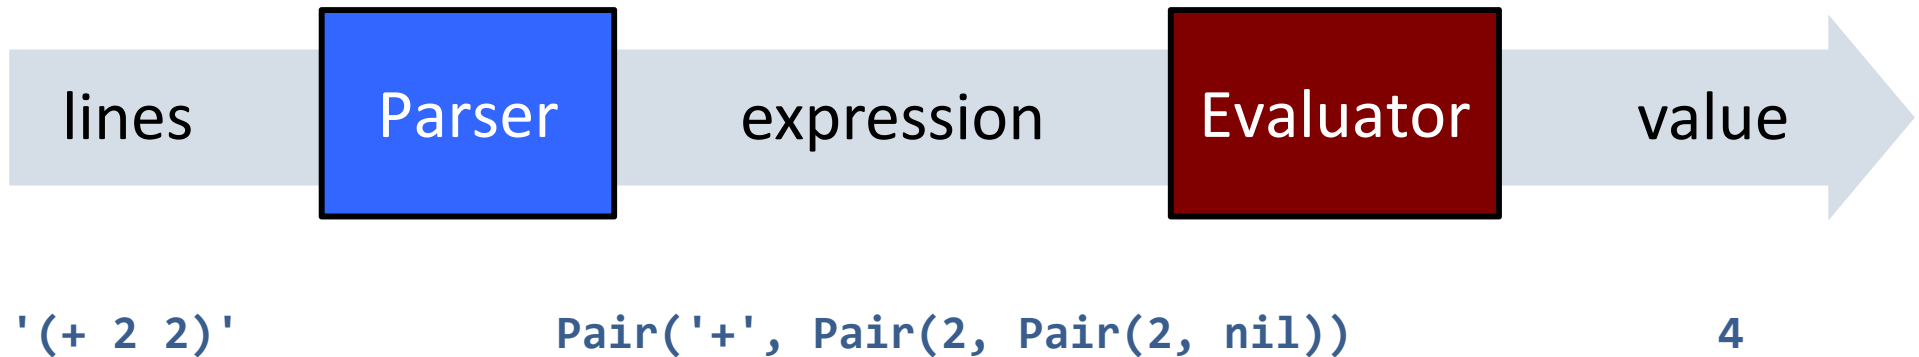 lines Parser expression Evaluator value
'(+ 2 2)' Pair('+', Pair(2, Pair(2, nil)) 4